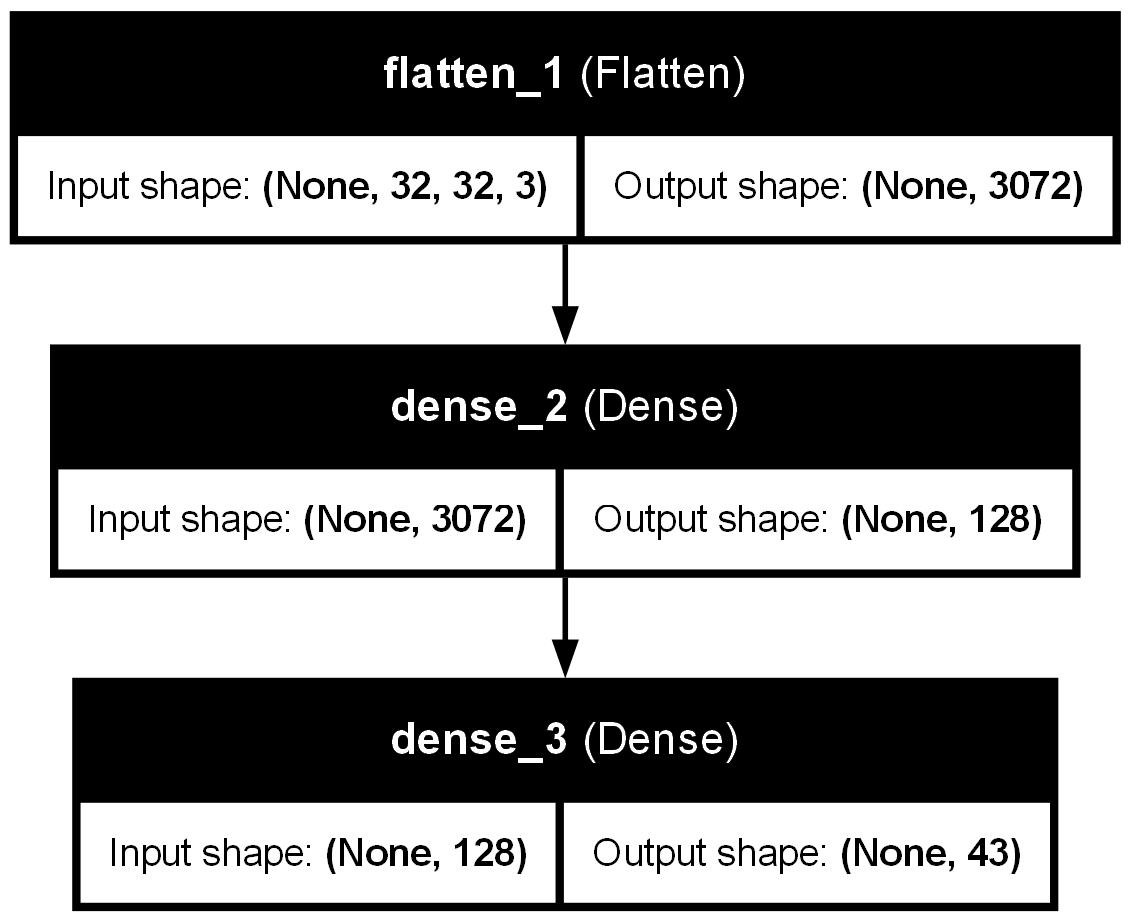 flatten_1 (Flatten)
Input shape: (None, 32, 32, 3)
Output shape: (None, 3072)
dense_2 (Dense)
Input shape: (None, 3072)
Output shape: (None, 128)
dense_3 (Dense)
Input shape: (None, 128)
Output shape: (None, 43)